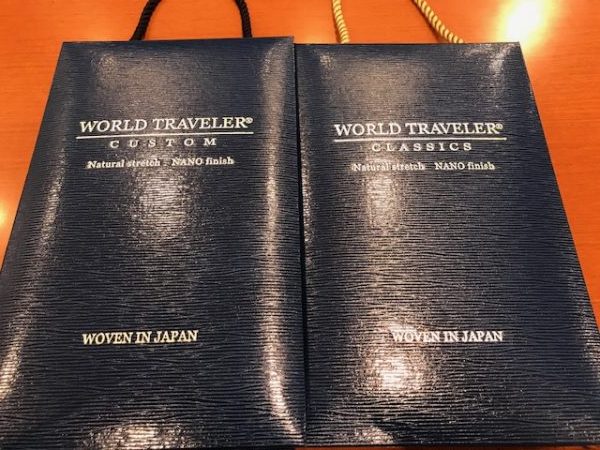 WORLD TRAVELER®
CUSTOM
Natural stretch NANO finish
WOVEN IN JAPAN
WORLD TRAVELER®
CLASSICS
Natural stretch NANO finish
WOVEN IN JAPAN